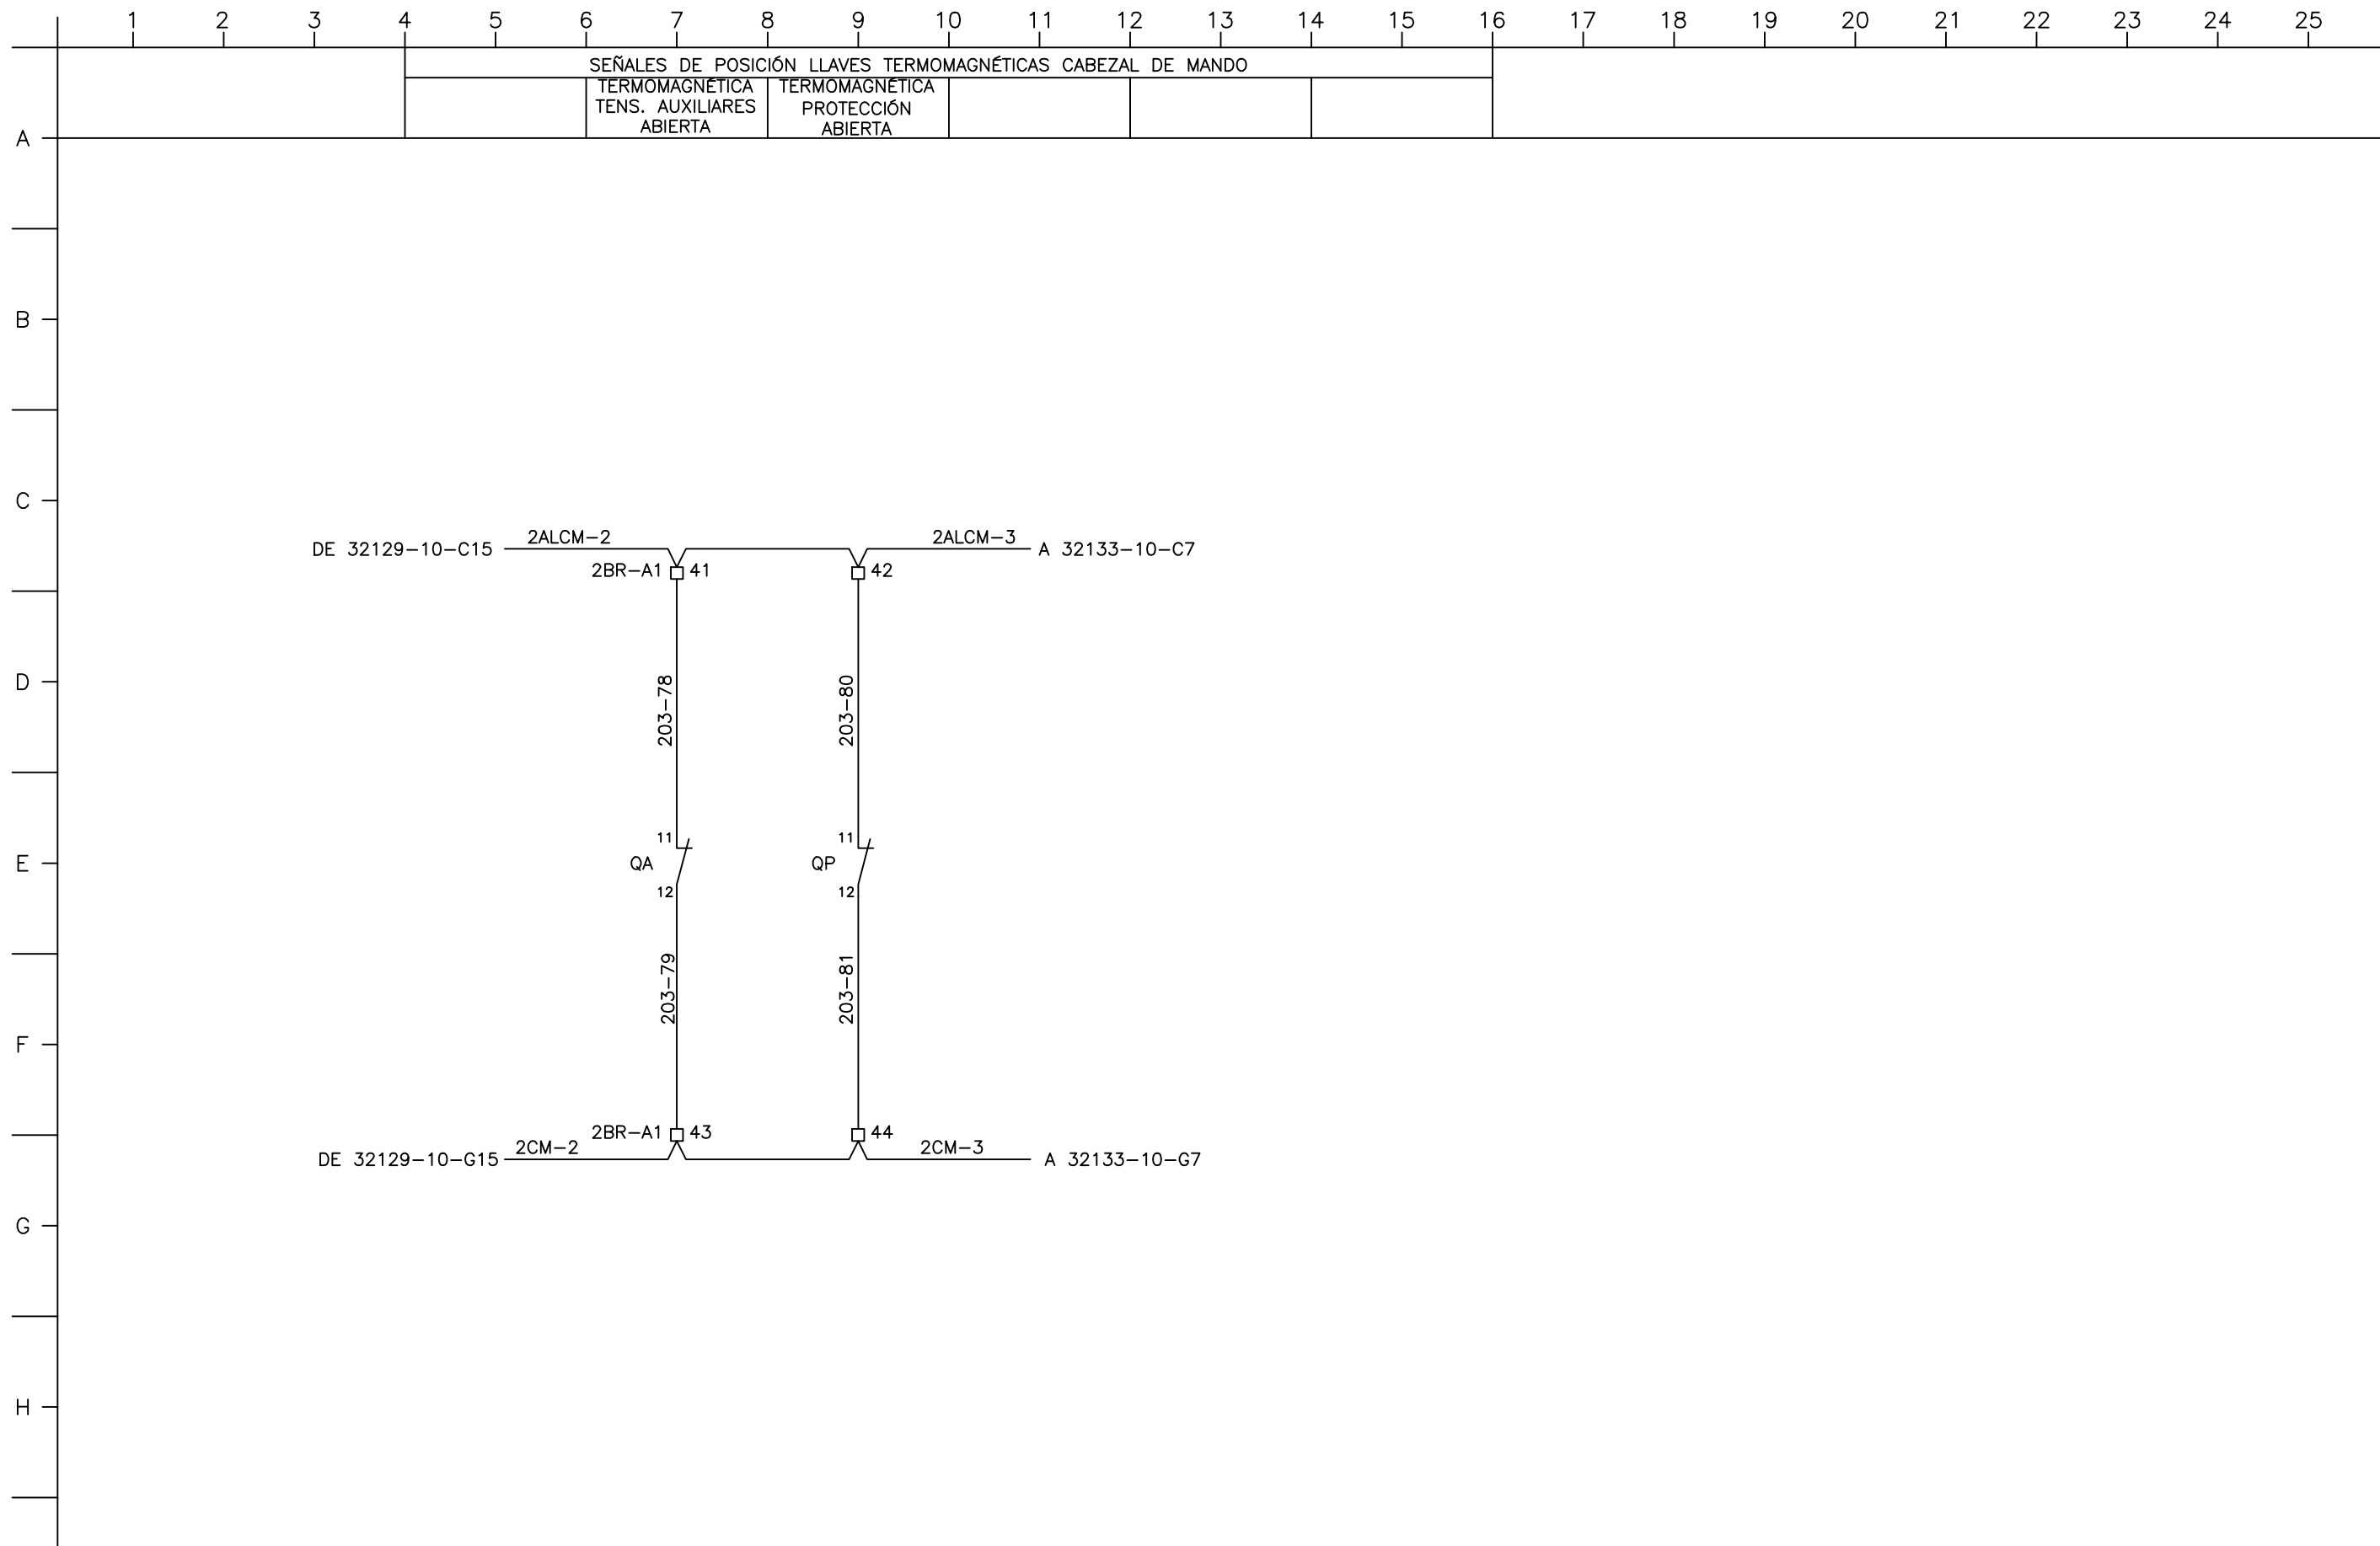 1 2 3 4 5 6 7 8 9 10 11 12 13 14 15 16 17 18 19 20 21 22 23 24 25
SEÑALES DE POSICIÓN LLAVES TERMOMAGNÉTICAS CABEZAL DE MANDO
TERMOMAGNÉTICA
TENS. AUXILIARES
ABIERTA
TERMOMAGNÉTICA
PROTECCIÓN
ABIERTA
A
B
C
2ALCM-2
2ALCM-3
DE 32129-10-C15
A 32133-10-C7
2BR-A1 41
42
D
203-78
203-80
11
11
E
QA
QP
12
12
203-79
203-81
F
2BR-A1 43
44
2CM-2
2CM-3
DE 32129-10-G15
A 32133-10-G7
G
H